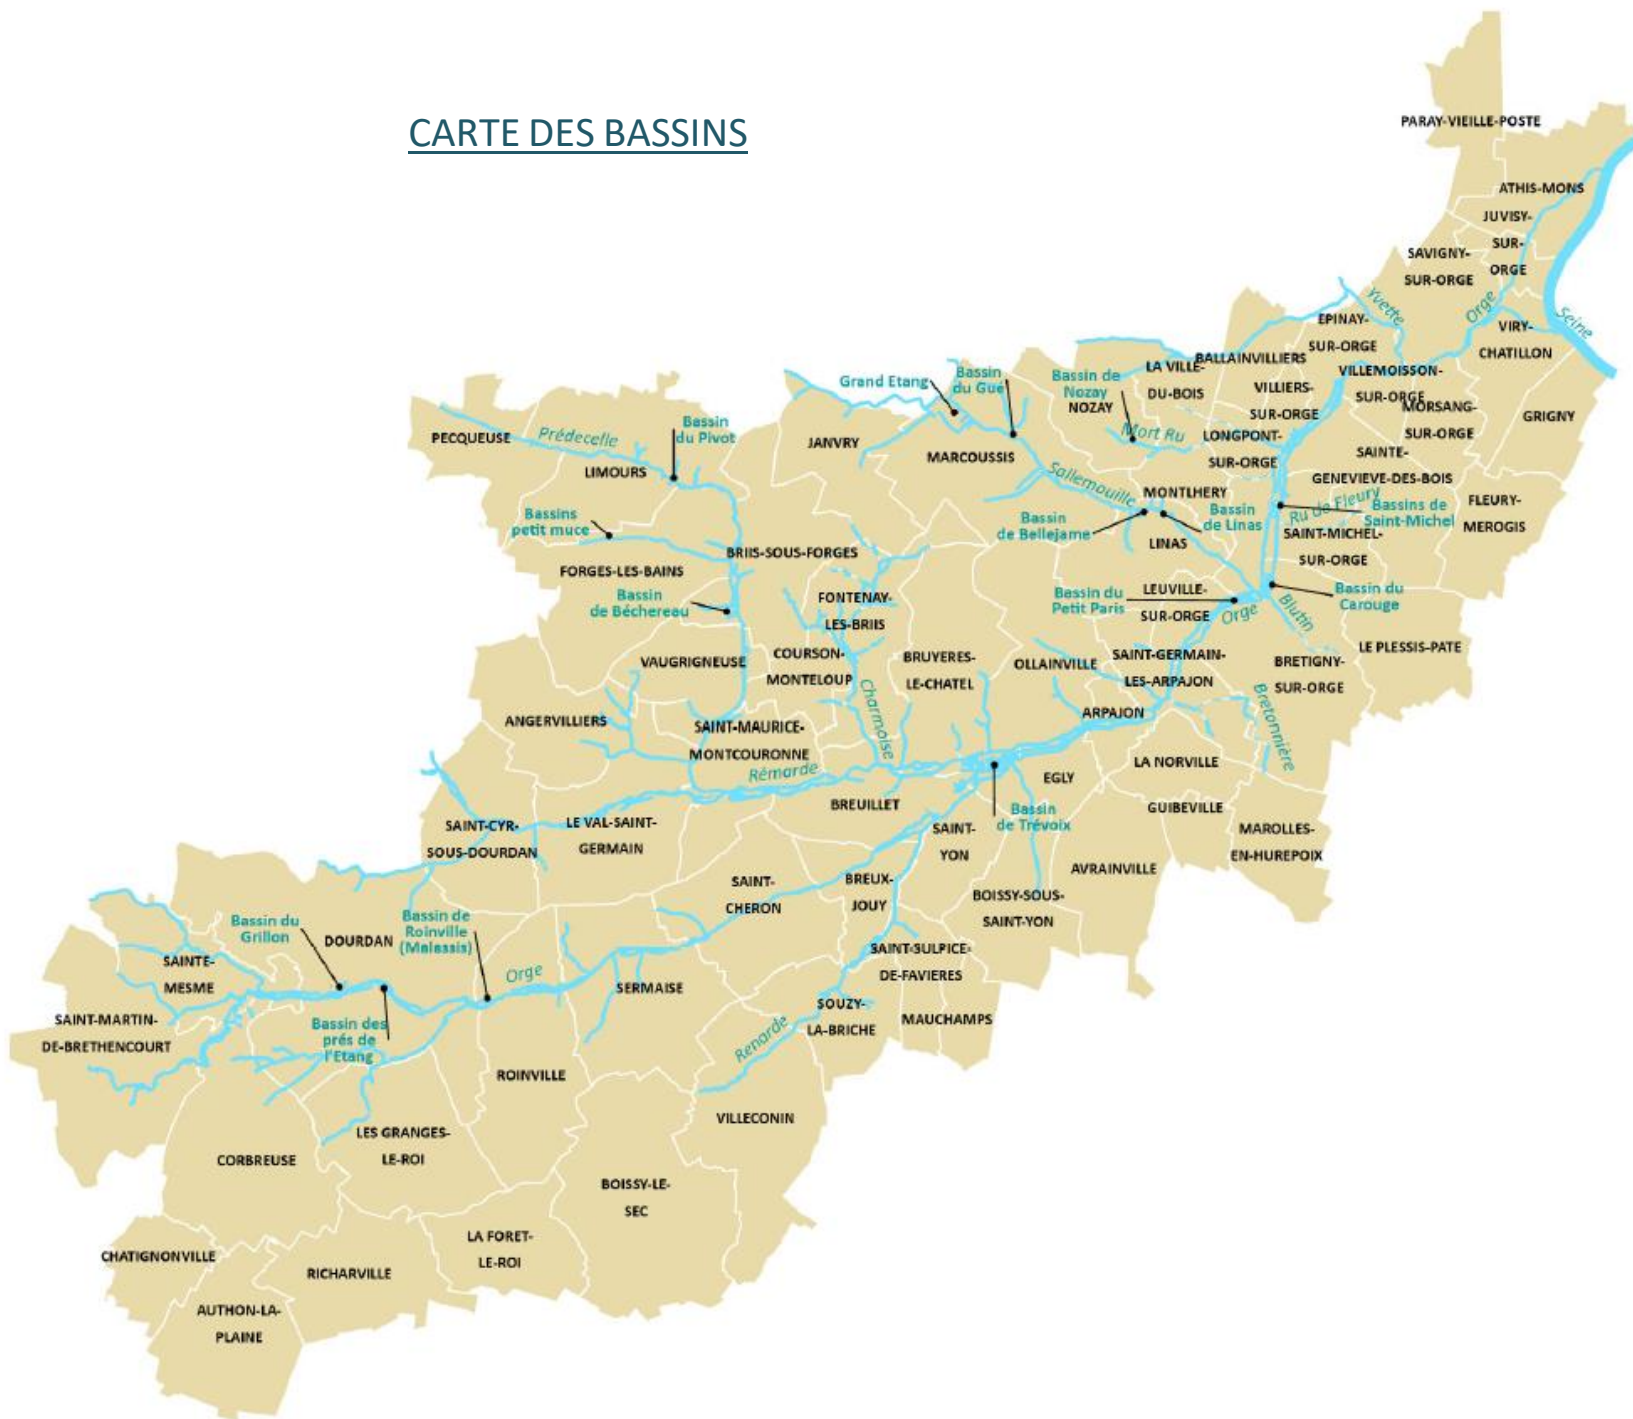 CARTE DES BASSINS
PARAY-VIEILLE-POSTE
ATHIS-MONS
JUVISY-
SUR-
ORGE
SAVIGNY-
SUR-ORGE
Yvette
Orge
Seine
VIRY-
CHATILLON
EPINAY-
SUR-ORGE
BALLAINVILLIERS
LA VILLE-
DU-BOIS
VILLIERS-
SUR-ORGE
VILLEMOISSON-
SUR-ORGE
MORSANG-
SUR-ORGE
GRIGNY
Grand Etang
Bassin
du Gué
Bassin de
Nozay
NOZAY
Mort Ru
LONGPONT-
SUR-ORGE
SAINTE-
GENEVIEVE-DES-BOIS
FLEURY-
MEROGIS
PECQUEUSE
Prédecelle
LIMOURS
Bassin
du Pivot
JANVRY
MARCOUSSIS
Sallemouille
MONTLHERY
Bassin
de Linas
Ru de Fleury
Bassins de
Saint-Michel
SAINT-MICHEL-
SUR-ORGE
Bassins
petit muce
Bassin
de Bellejame
LINAS
FORGES-LES-BAINS
BRIIS-SOUS-FORGES
Bassin
de Béchereau
FONTENAY-
LES-BRIIS
Bassin du
Petit Paris
LEUVILLE-
SUR-ORGE
Orge
Blutin
Bassin du
Carouge
LE PLESSIS-PATE
BRETIGNY-
SUR-ORGE
VAUGRIGNEUSE
COURSON-
MONTELOUP
BRUYERES-
LE-CHATEL
OLLAINVILLE
SAINT-GERMAIN-
LES-ARPAJON
ANGERVILLIERS
SAINT-MAURICE-
MONTCOURONNE
Charmoise
ARPAJON
Bretonnière
Rémarde
BREUILLET
EGLY
LA NORVILLE
GUIBEVILLE
MAROLLES-
EN-HUREPOIX
SAINT-CYR-
SOUS-DOURDAN
LE VAL-SAINT-
GERMAIN
SAINT-
YON
Bassin
de Trévoix
AVRAINVILLE
SAINT-
CHERON
BREUX-
JOUY
BOISSY-SOUS-
SAINT-YON
Bassin du
Grillon
DOURDAN
Bassin de
Roinville
(Malassis)
SAINTE-
MESME
Orge
SERMAISE
SAINT-SULPICE-
DE-FAVIERES
SAINT-MARTIN-
DE-BRETHENCOURT
Bassin des
prés de
l'Etang
SOUZY-
LA-BRICHE
MAUCHAMPS
Renarde
ROINVILLE
VILLECONIN
CORBREUSE
LES GRANGES-
LE-ROI
BOISSY-LE-
SEC
CHATIGNONVILLE
RICHARVILLE
LA FORET-
LE-ROI
AUTHON-LA-
PLAINE